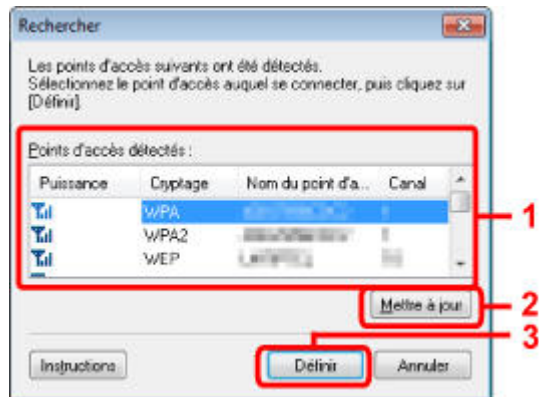 Rechercher
Les points d'accès suivants ont été détectés.
Sélectionnez le point d'accès auquel se connecter, puis cliquez sur
[Définir].
Points d'accès détectés :
Puissance Cryptage Nom du point d'a... Canal
WPA
WPA2
WEP
1
Mettre à jour
2
3
Instructions Définir Annuler